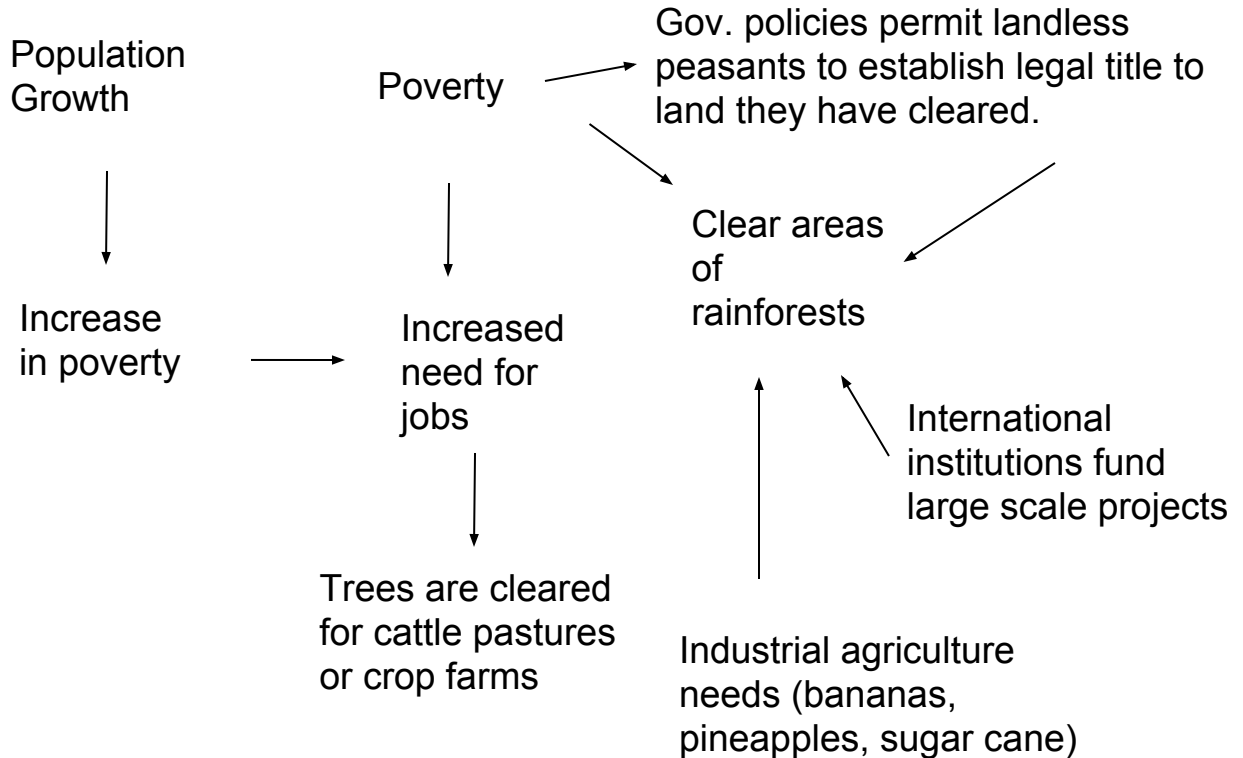 Population
Growth
Poverty
Gov. policies permit landless
peasants to establish legal title to
land they have cleared.
Clear areas
of
rainforests
Increase
in poverty
Increased
need for
jobs
International
institutions fund
large scale projects
Trees are cleared
for cattle pastures
or crop farms
Industrial agriculture
needs (bananas,
pineapples, sugar cane)